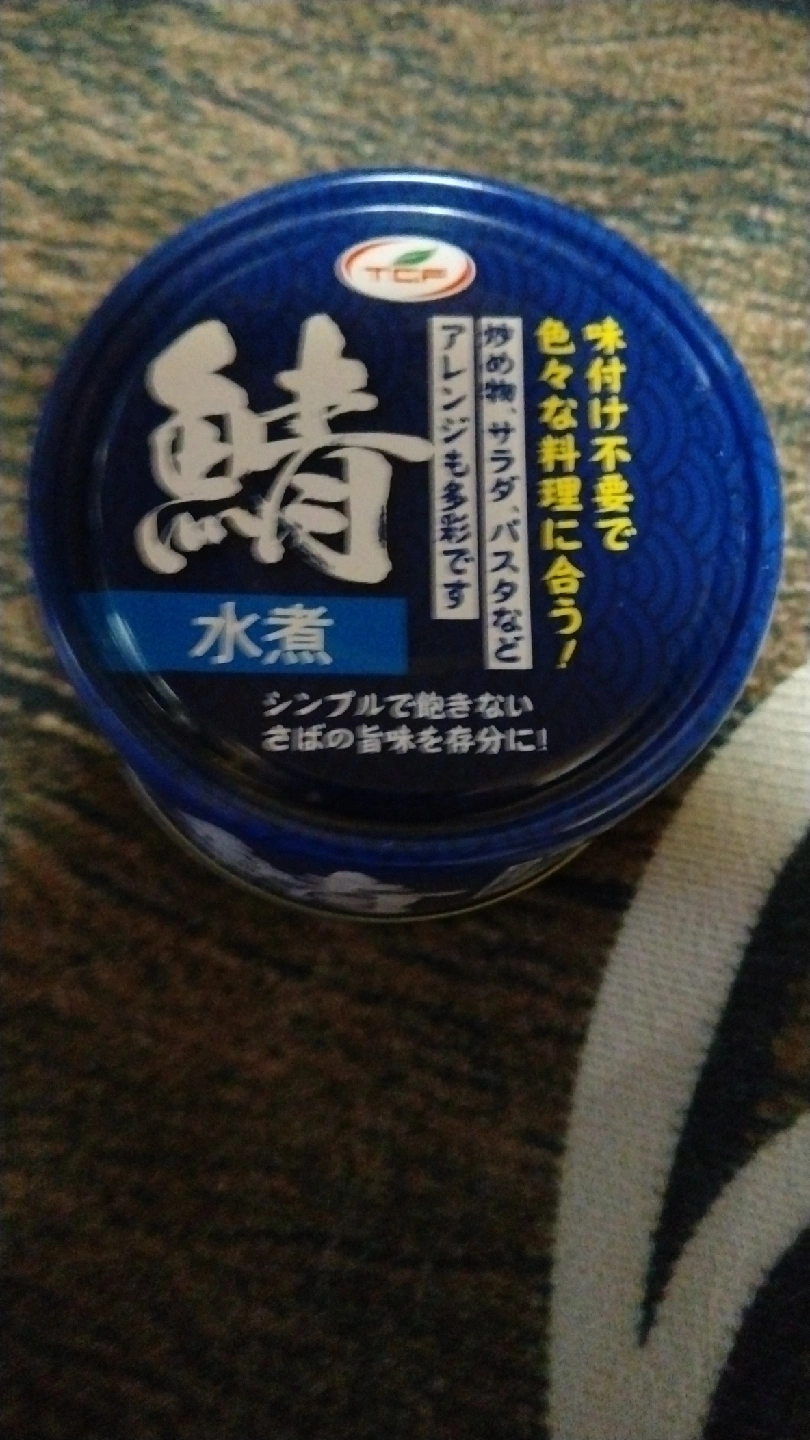 TCF
味付け不要で
色々な料理に合う!
炒め物、サラダ、パスタなど
アレンジも多彩です
鯖
水煮
シンプルで飽きない
さばの旨味を存分に!